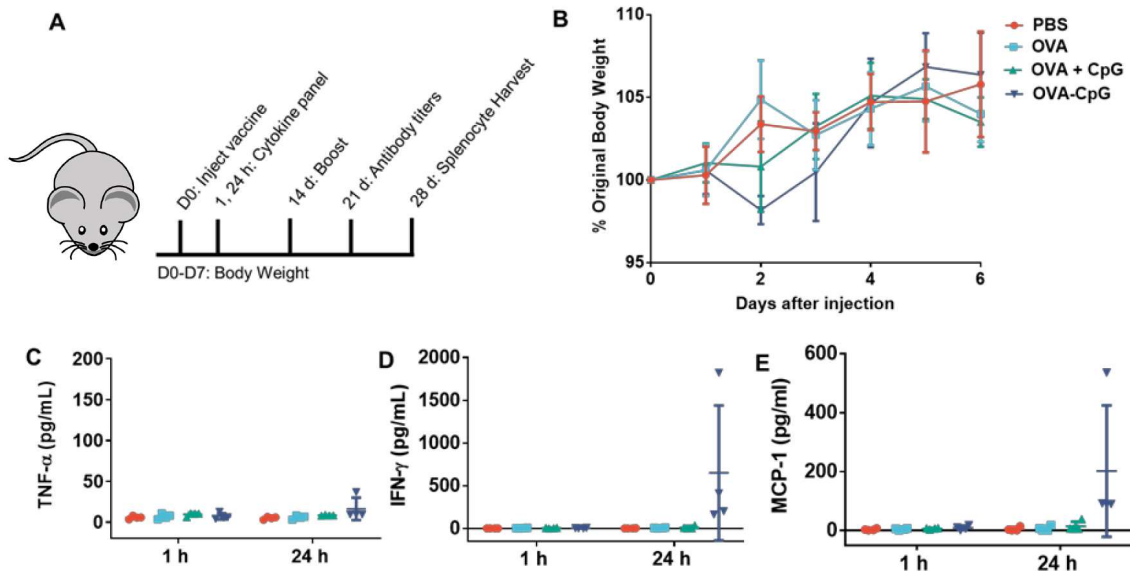 A
D0: Inject vaccine
1, 24 h: Cytokine panel
14 d: Boost
21 d: Antibody titers
28 d: Splenocyte Harvest
D0-D7: Body Weight
B
% Original Body Weight
110
105
100
95
0
2
4
6
Days after injection
PBS
OVA
OVA + CpG
OVA-CpG
C
TNF-α (pg/mL)
200
150
100
50
0
1 h
24 h
D
IFN-γ (pg/mL)
2000
1500
1000
500
0
1 h
24 h
E
MCP-1 (pg/ml)
600
400
200
0
1 h
24 h